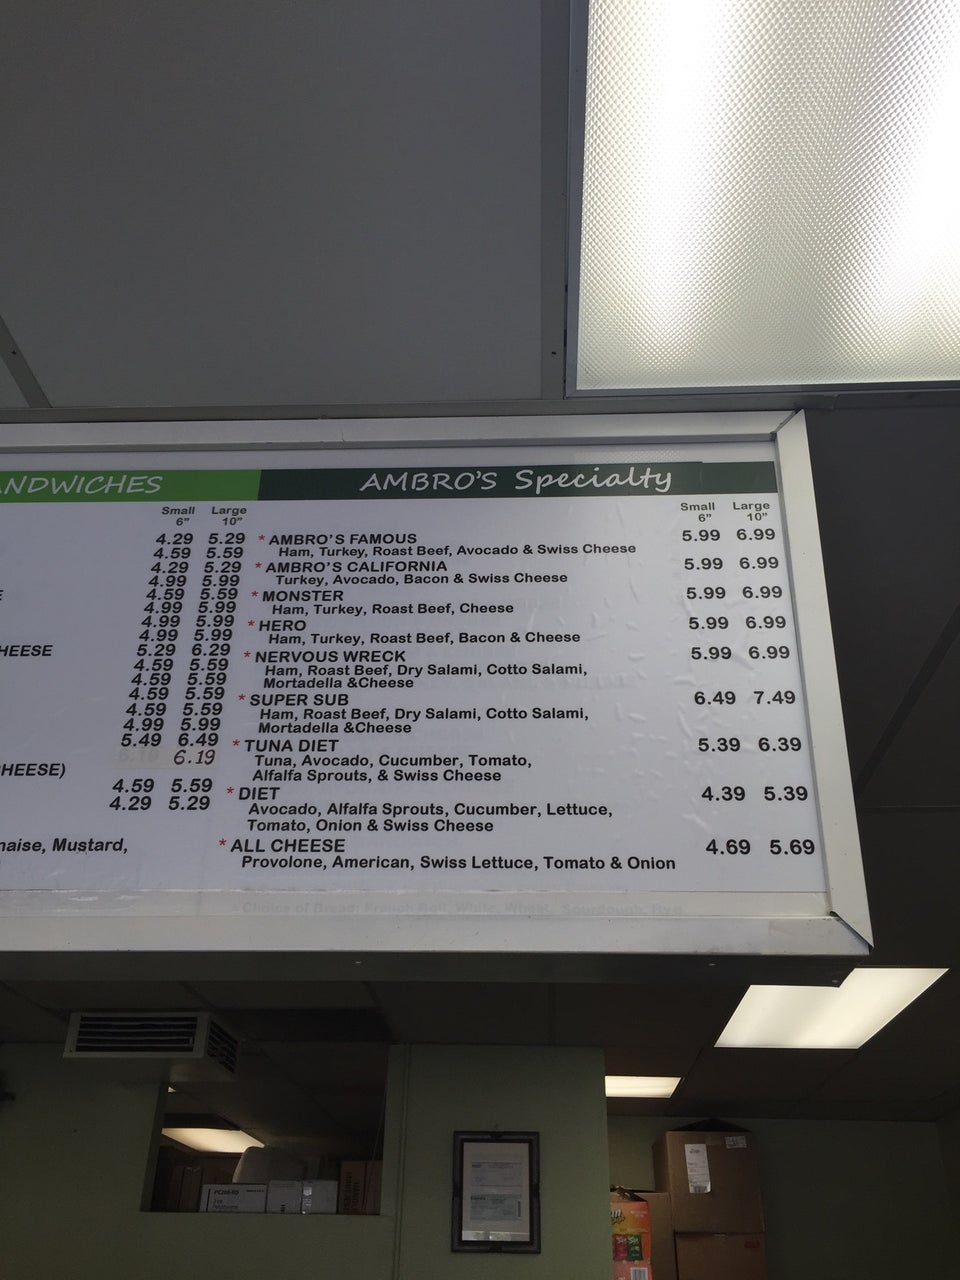 ANDWICHES
Small Large
6" 10"
4.29 5.29
4.59 5.59
4.29 5.29
4.99 5.99
4.59 5.59
4.99 5.99
4.99 5.99
4.99 5.99
HEESE 5.29 6.29
4.59 5.59
4.59 5.59
4.59 5.59
4.59 5.59
4.99 5.99
5.49 6.49
6.19
HEESE)
4.59 5.59
4.29 5.29
naise, Mustard,
AMBRO'S Specialty
Small Large
6" 10"
* AMBRO'S FAMOUS 5.99 6.99
Ham, Turkey, Roast Beef, Avocado & Swiss Cheese
* AMBRO'S CALIFORNIA 5.99 6.99
Turkey, Avocado, Bacon & Swiss Cheese
* MONSTER 5.99 6.99
Ham, Turkey, Roast Beef, Cheese
* HERO 5.99 6.99
Ham, Turkey, Roast Beef, Bacon & Cheese
* NERVOUS WRECK 5.99 6.99
Ham, Roast Beef, Dry Salami, Cotto Salami,
Mortadella &Cheese
* SUPER SUB 6.49 7.49
Ham, Roast Beef, Dry Salami, Cotto Salami,
Mortadella &Cheese
* TUNA DIET 5.39 6.39
Tuna, Avocado, Cucumber, Tomato,
Alfalfa Sprouts, & Swiss Cheese
* DIET 4.39 5.39
Avocado, Alfalfa Sprouts, Cucumber, Lettuce,
Tomato, Onion & Swiss Cheese
* ALL CHEESE 4.69 5.69
Provolone, American, Swiss Lettuce, Tomato & Onion
* Choice of Bread: French Roll, White, Wheat, Sourdough, Rye